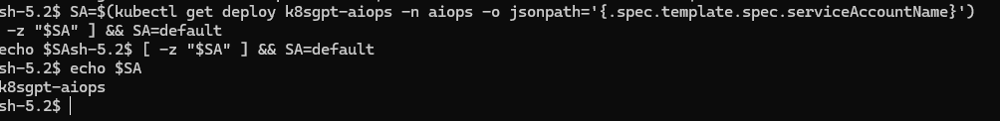 sh-5.2$ SA=$(kubectl get deploy k8sgpt-aiops -n aiops -o jsonpath='{.spec.template.spec.serviceAccountName}')
 -z "$SA" ] && SA=default
echo $SAsh-5.2$ [ -z "$SA" ] && SA=default
sh-5.2$ echo $SA
k8sgpt-aiops
sh-5.2$